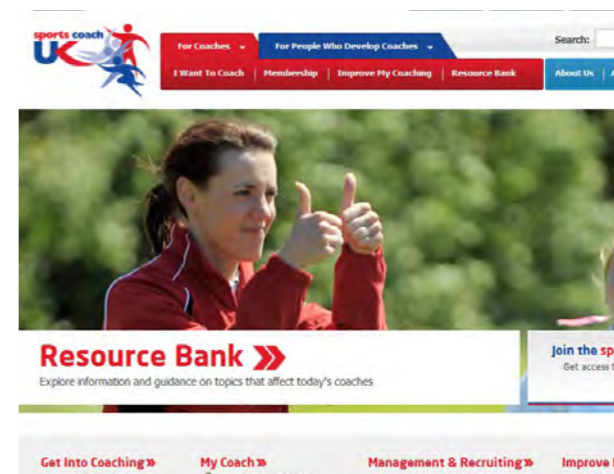 sports coach
UK
For Coaches For People Who Develop Coaches Search:
I Want To Coach Membership Improve My Coaching Resource Bank About Us
Resource Bank »
Explore information and guidance on topics that affect today's coaches
Join the sp
Get access
Get Into Coaching» My Coach» Management & Recruiting» Improve